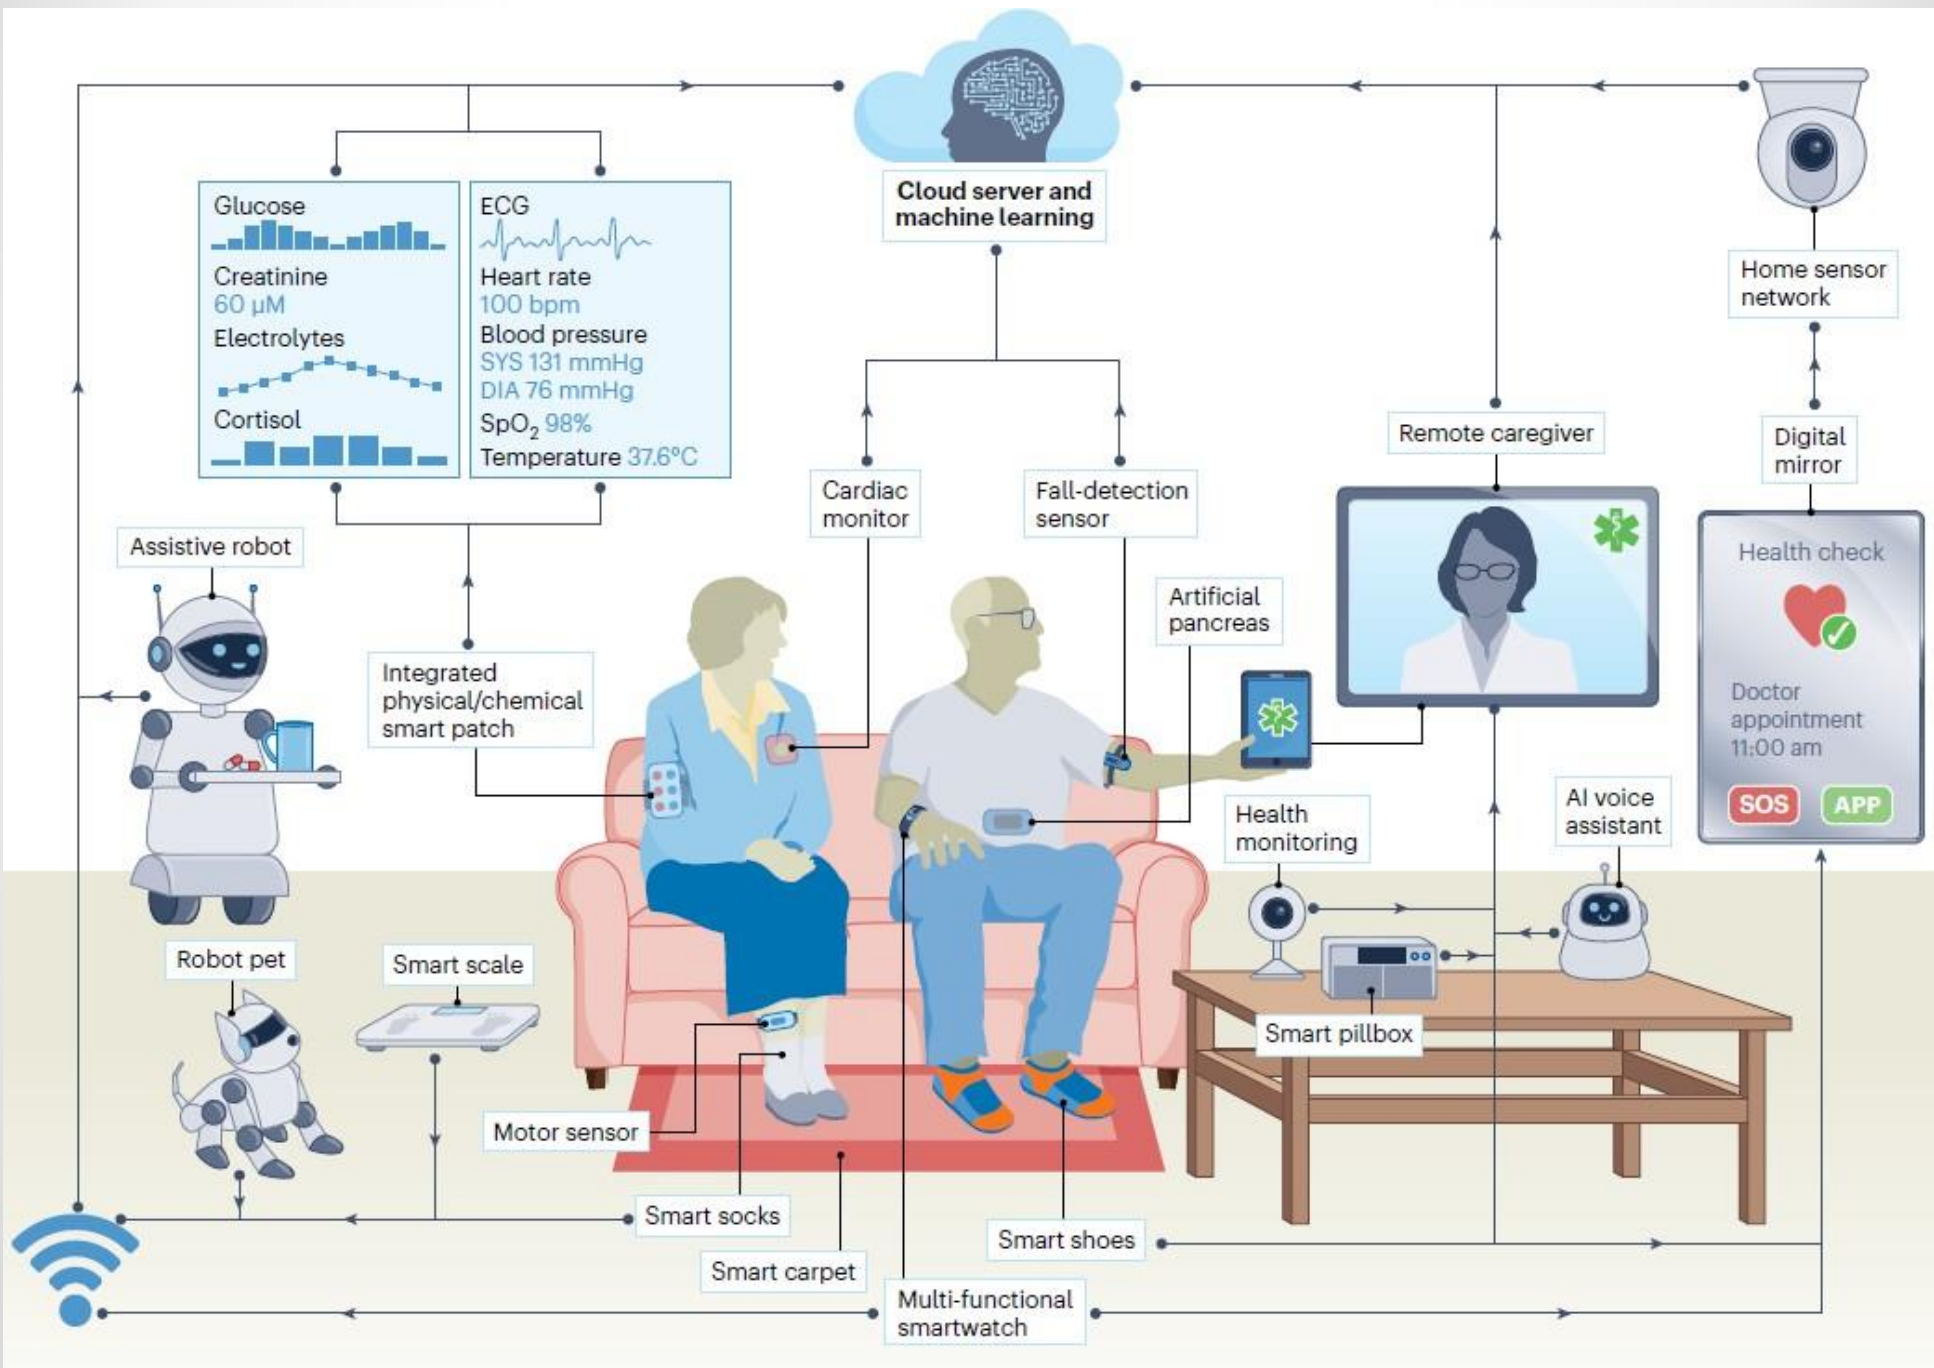 Cloud server and
machine learning
Glucose
Creatinine
60 µM
Electrolytes
Cortisol
ECG
Heart rate
100 bpm
Blood pressure
SYS 131 mmHg
DIA 76 mmHg
SpO₂ 98%
Temperature 37.6°C
Home sensor
network
Remote caregiver
Digital
mirror
Cardiac
monitor
Fall-detection
sensor
Assistive robot
Artificial
pancreas
Health check
Doctor
appointment
11:00 am
SOS
APP
Integrated
physical/chemical
smart patch
Health
monitoring
AI voice
assistant
Robot pet
Smart scale
Smart pillbox
Motor sensor
Smart socks
Smart shoes
Smart carpet
Multi-functional
smartwatch